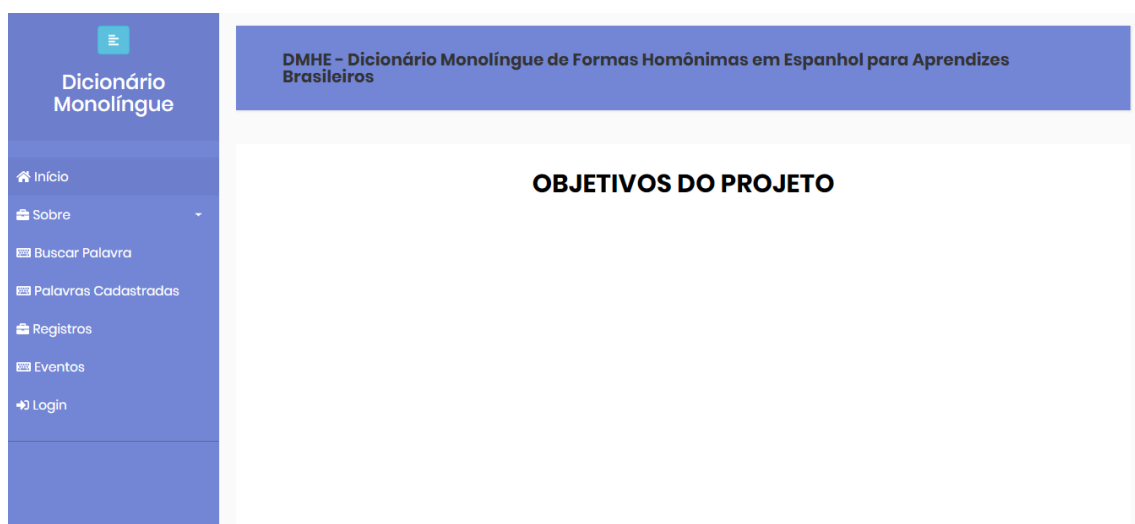 Dicionário
Monolíngue
Início
Sobre
Buscar Palavra
Palavras Cadastradas
Registros
Eventos
Login
DMHE - Dicionário Monolíngue de Formas Homônimas em Espanhol para Aprendizes
Brasileiros
OBJETIVOS DO PROJETO